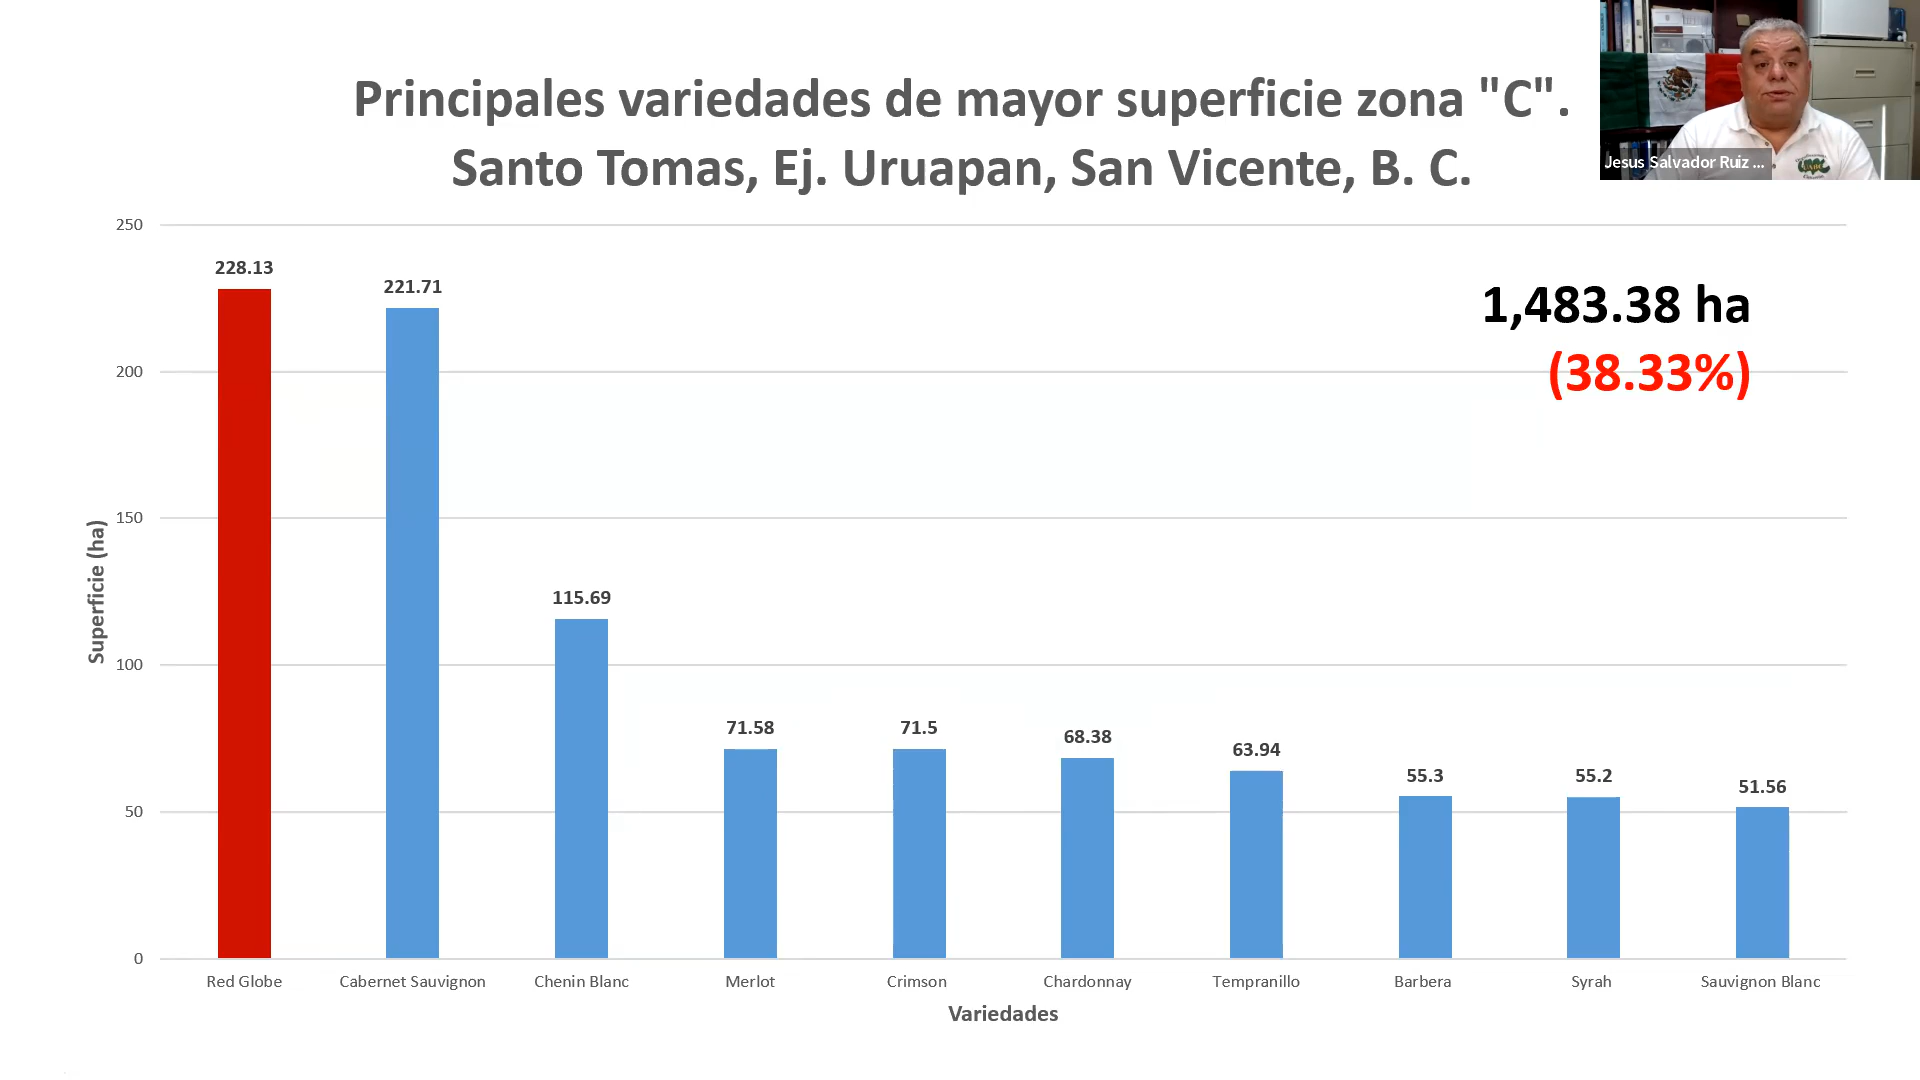 Principales variedades de mayor superficie zona "C".
Santo Tomas, Ej. Uruapan, San Vicente, B. C.
Jesus Salvador Ruiz ...
1,483.38 ha
(38.33%)
Superficie (ha)
250
200
150
100
50
0
228.13
221.71
115.69
71.58
71.5
68.38
63.94
55.3
55.2
51.56
Red Globe
Cabernet Sauvignon
Chenin Blanc
Merlot
Crimson
Chardonnay
Tempranillo
Barbera
Syrah
Sauvignon Blanc
Variedades